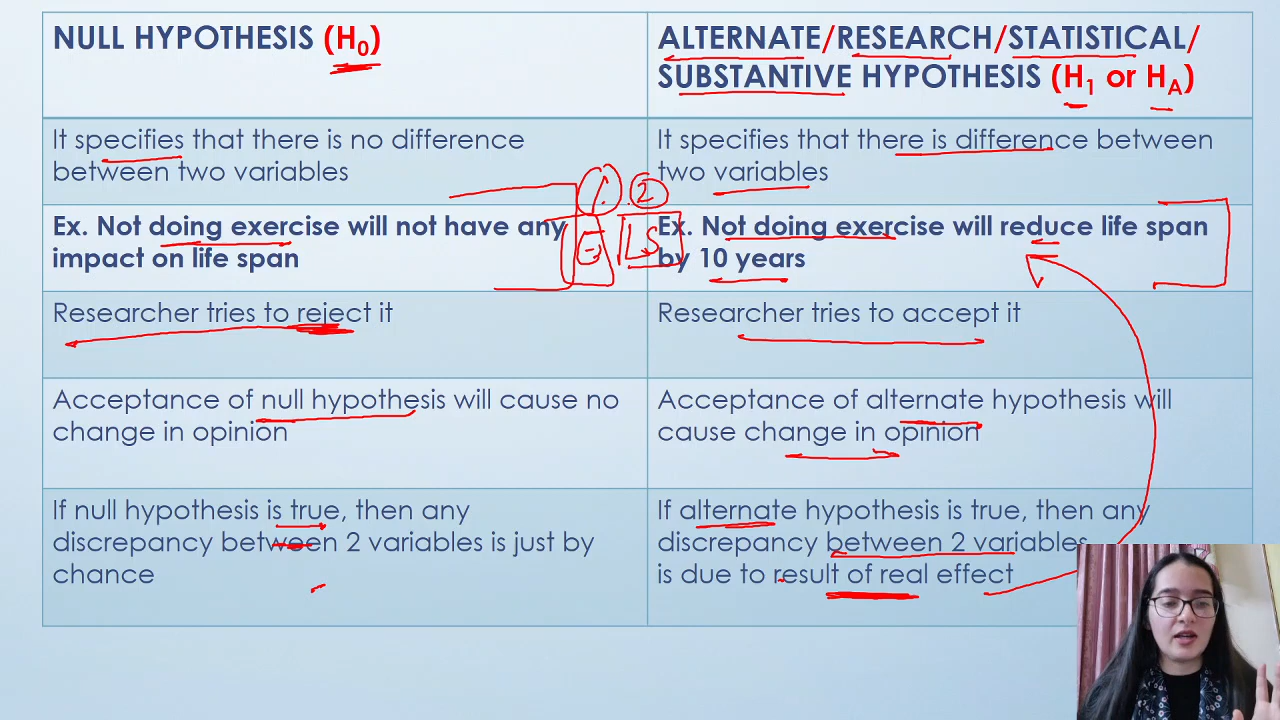 NULL HYPOTHESIS (H₀)
ALTERNATE/RESEARCH/STATISTICAL/
SUBSTANTIVE HYPOTHESIS (H₁ or Hₐ)
It specifies that there is no difference
between two variables
It specifies that there is difference between
two variables
Ex. Not doing exercise will not have any
impact on life span
1. 2
E LS
Ex. Not doing exercise will reduce life span
by 10 years
Researcher tries to reject it
Researcher tries to accept it
Acceptance of null hypothesis will cause no
change in opinion
Acceptance of alternate hypothesis will
cause change in opinion
If null hypothesis is true, then any
discrepancy between 2 variables is just by
chance
If alternate hypothesis is true, then any
discrepancy between 2 variables
is due to result of real effect